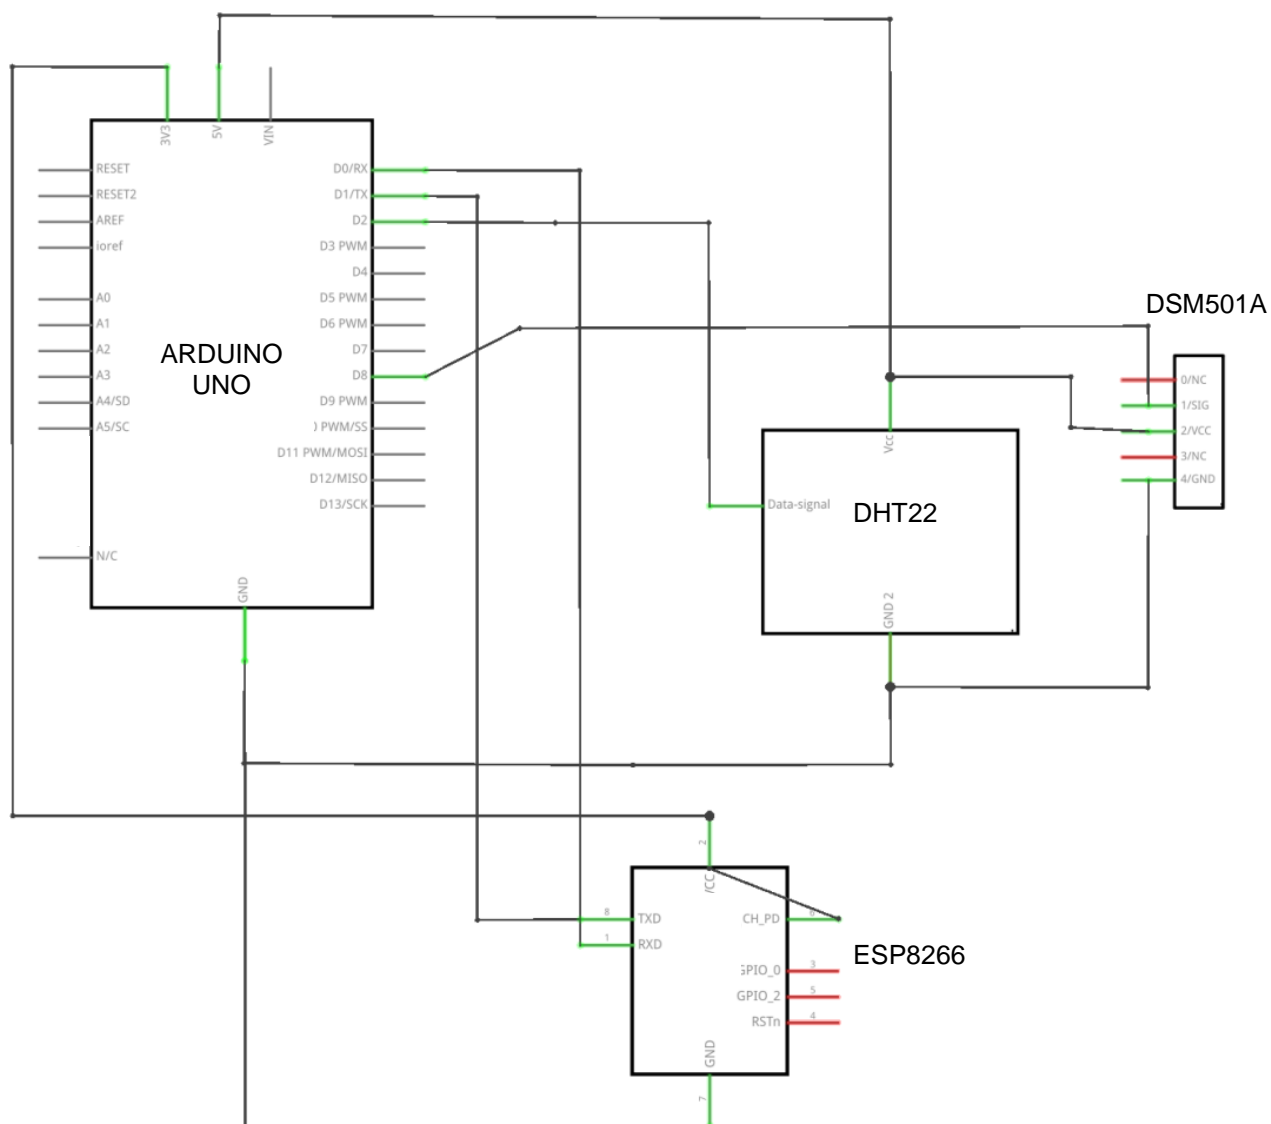 3V3
5V
VIN
RESET
RESET2
AREF
ioref
A0
A1
A2
A3
A4/SD
A5/SC
N/C
D0/RX
D1/TX
D2
D3 PWM
D4
D5 PWM
D6 PWM
D7
D8
D9 PWM
PWM/SS
D11 PWM/MOSI
D12/MISO
D13/SCK
ARDUINO
UNO
GND
DSM501A
0/NC
1/SIG
2/VCC
3/NC
4/GND
Vcc
Data-signal
DHT22
GND 2
2
/CC
8
TXD
1
RXD
CH_PD
6
ESP8266
GPIO_0
3
GPIO_2
5
RSTn
4
GND
7